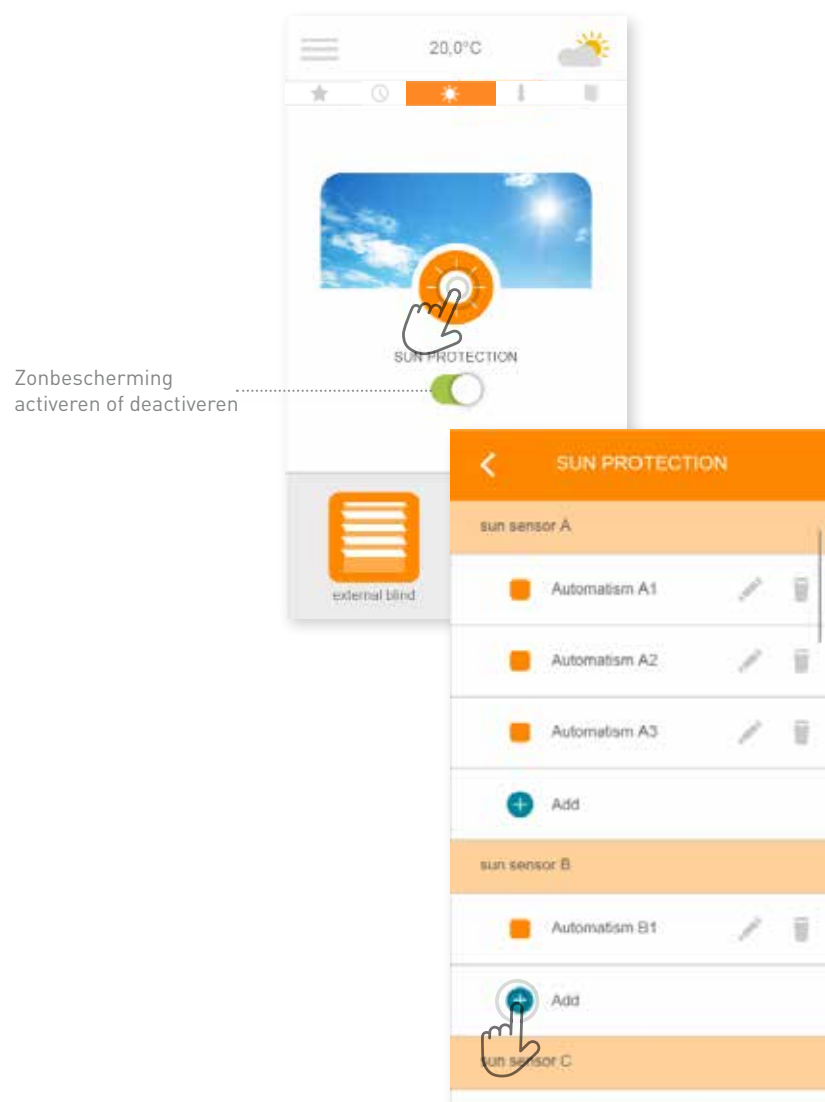 20,0°C
SUN PROTECTION
Zonbescherming
activeren of deactiveren
external blind
SUN PROTECTION
sun sensor A
Automatism A1
Automatism A2
Automatism A3
Add
sun sensor B
Automatism B1
Add
sun sensor C